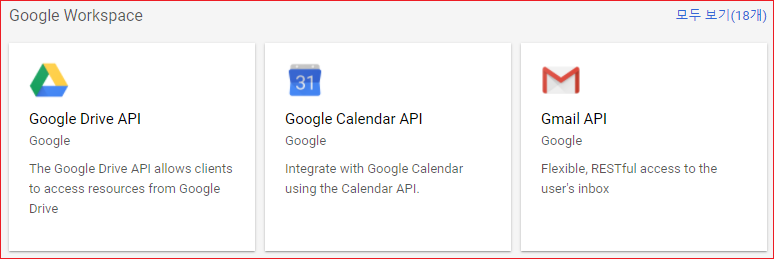 Google Workspace
모두 보기(18개)
31
Google Drive API
Google
The Google Drive API allows clients
to access resources from Google
Drive
Google Calendar API
Google
Integrate with Google Calendar
using the Calendar API.
Gmail API
Google
Flexible, RESTful access to the
user's inbox